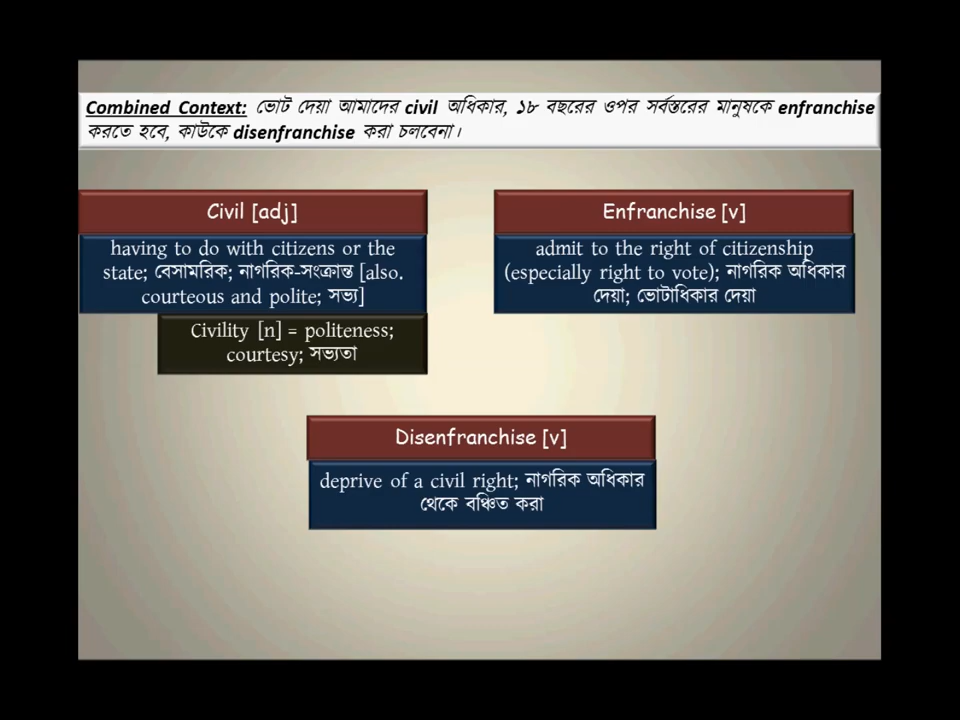 Combined Context: ভোট দেয়া আমাদের civil অধিকার, ১৮ বছরের ওপর সর্বস্তরের মানুষকে enfranchise
করতে হবে, কাউকে disenfranchise করা চলবেনা।
Civil [adj]
having to do with citizens or the
state; বেসামরিক; নাগরিক-সংক্রান্ত [also.
courteous and polite; সভ্য]
Civility [n] = politeness;
courtesy; সভ্যতা
Enfranchise [v]
admit to the right of citizenship
(especially right to vote); নাগরিক অধিকার
দেয়া; ভোটাধিকার দেয়া
Disenfranchise [v]
deprive of a civil right; নাগরিক অধিকার
থেকে বঞ্চিত করা